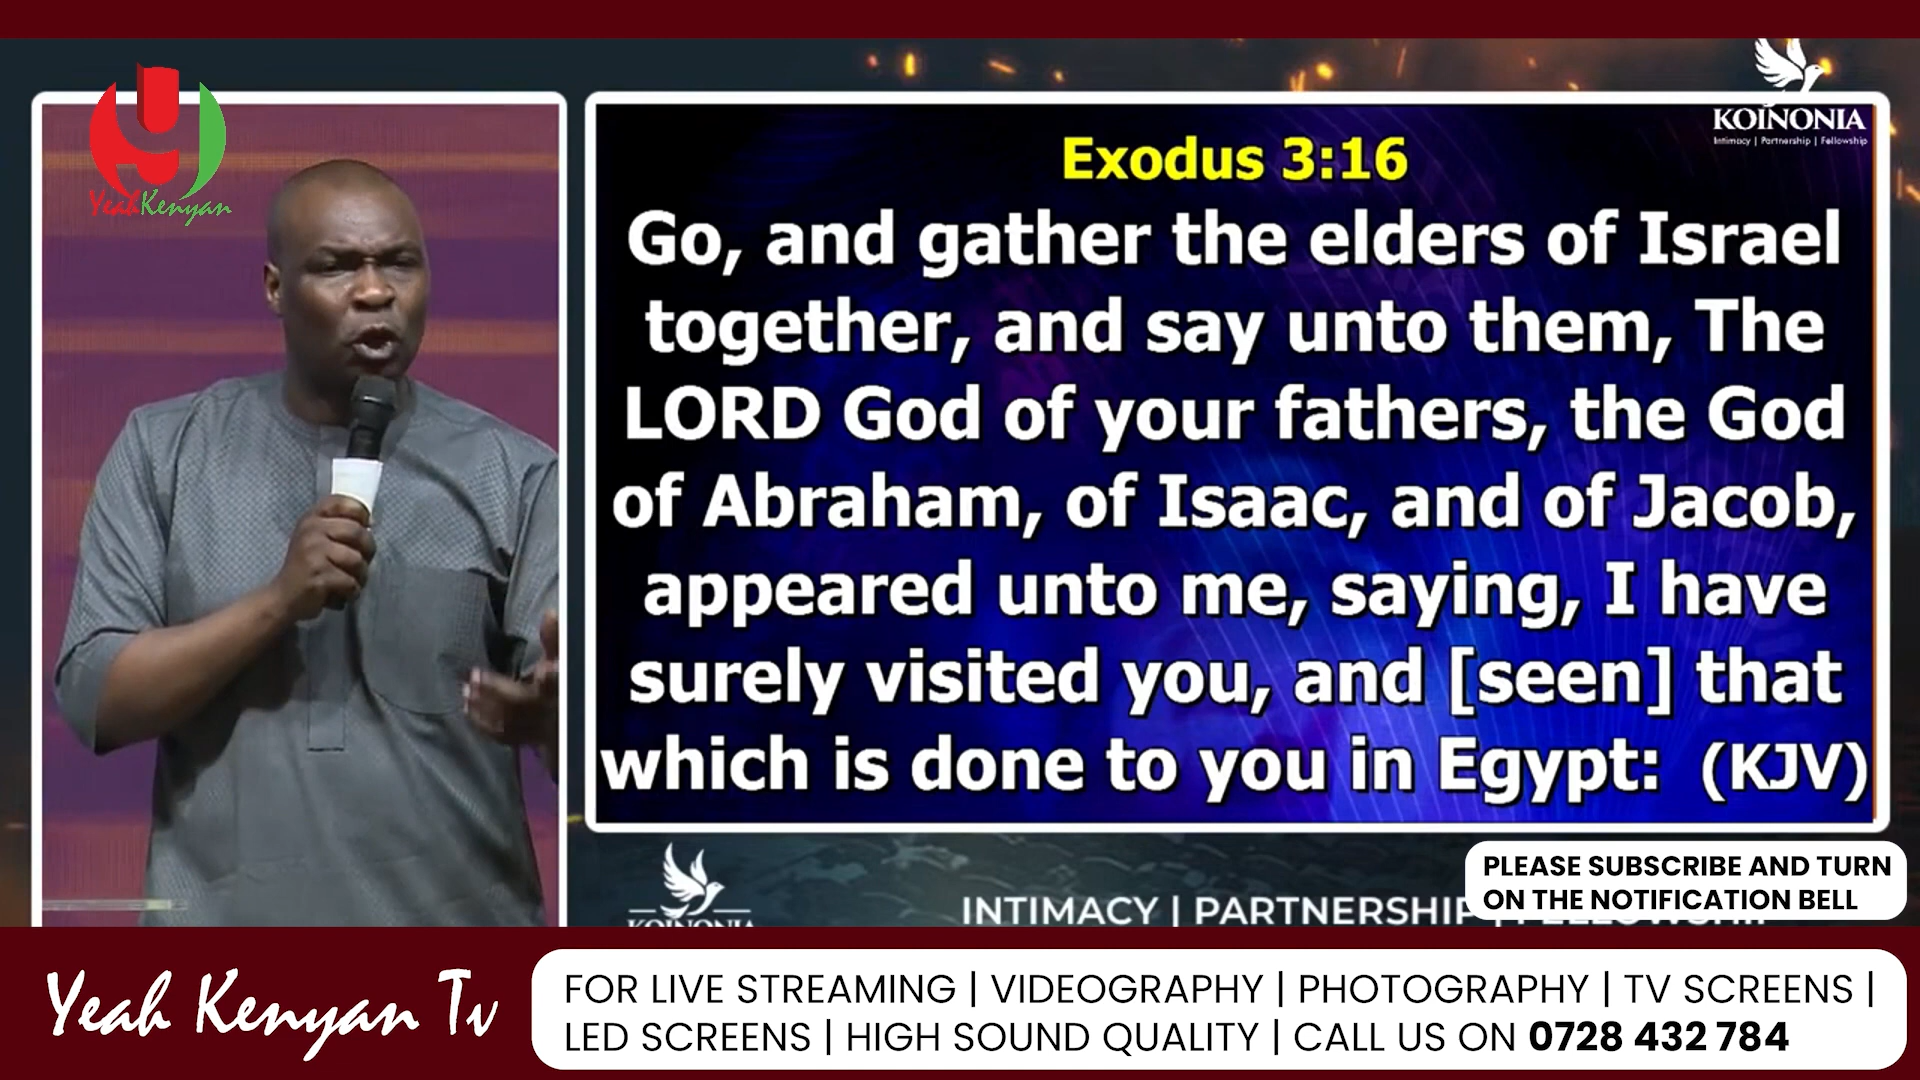 YeahKenyan
KOINONIA
Intimacy | Partnership | Fellowship
Exodus 3:16
Go, and gather the elders of Israel
together, and say unto them, The
LORD God of your fathers, the God
of Abraham, of Isaac, and of Jacob,
appeared unto me, saying, I have
surely visited you, and [seen] that
which is done to you in Egypt: (KJV)
KOINONIA
INTIMACY | PARTNERSHIP |
PLEASE SUBSCRIBE AND TURN
ON THE NOTIFICATION BELL
Yeah Kenyan Tv
FOR LIVE STREAMING | VIDEOGRAPHY | PHOTOGRAPHY | TV SCREENS |
LED SCREENS | HIGH SOUND QUALITY | CALL US ON 0728 432 784